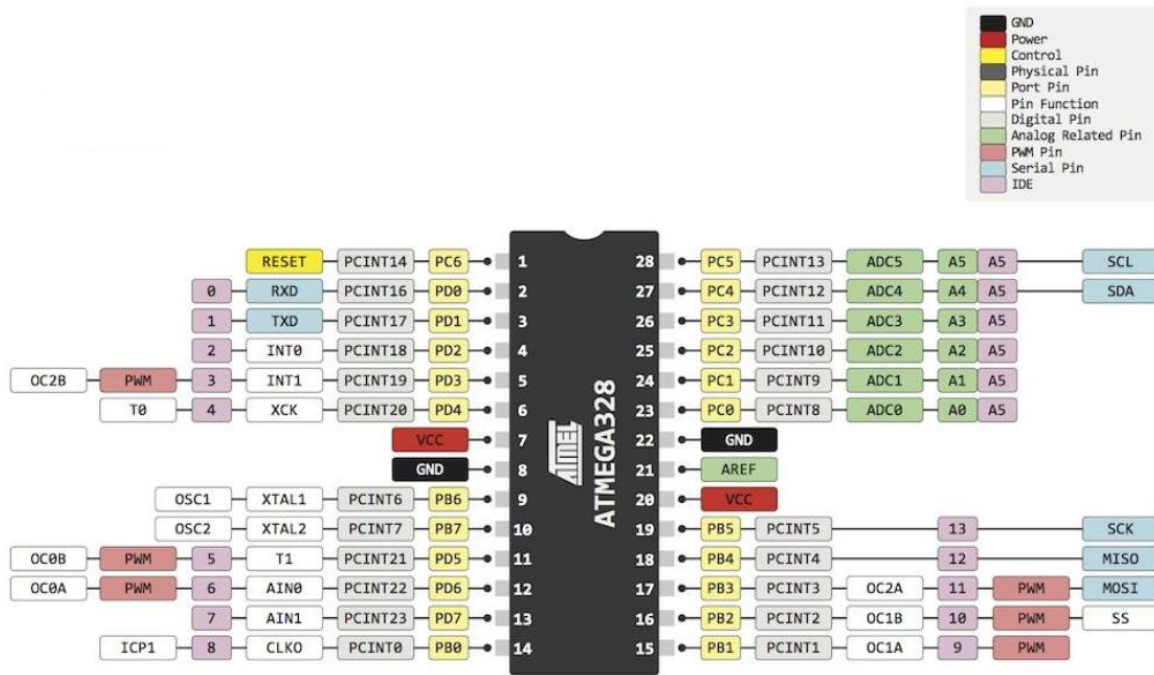 GND
Power
Control
Physical Pin
Port Pin
Pin Function
Digital Pin
Analog Related Pin
PWM Pin
Serial Pin
IDE
RESET PCINT14 PC6 1 28 PC5 PCINT13 ADC5 A5 A5 SCL
0 RXD PCINT16 PD0 2 27 PC4 PCINT12 ADC4 A4 A5 SDA
1 TXD PCINT17 PD1 3 26 PC3 PCINT11 ADC3 A3 A5
2 INT0 PCINT18 PD2 4 25 PC2 PCINT10 ADC2 A2 A5
OC2B PWM 3 INT1 PCINT19 PD3 5 24 PC1 PCINT9 ADC1 A1 A5
T0 4 XCK PCINT20 PD4 6 23 PC0 PCINT8 ADC0 A0 A5
VCC 7 22 GND
GND 8 21 AREF
OSC1 XTAL1 PCINT6 PB6 9 20 VCC
OSC2 XTAL2 PCINT7 PB7 10 19 PB5 PCINT5 13 SCK
OC0B PWM 5 T1 PCINT21 PD5 11 18 PB4 PCINT4 12 MISO
OC0A PWM 6 AIN0 PCINT22 PD6 12 17 PB3 PCINT3 OC2A 11 PWM MOSI
7 AIN1 PCINT23 PD7 13 16 PB2 PCINT2 OC1B 10 PWM SS
ICP1 8 CLKO PCINT0 PB0 14 15 PB1 PCINT1 OC1A 9 PWM
ATMEL
ATMEGA328